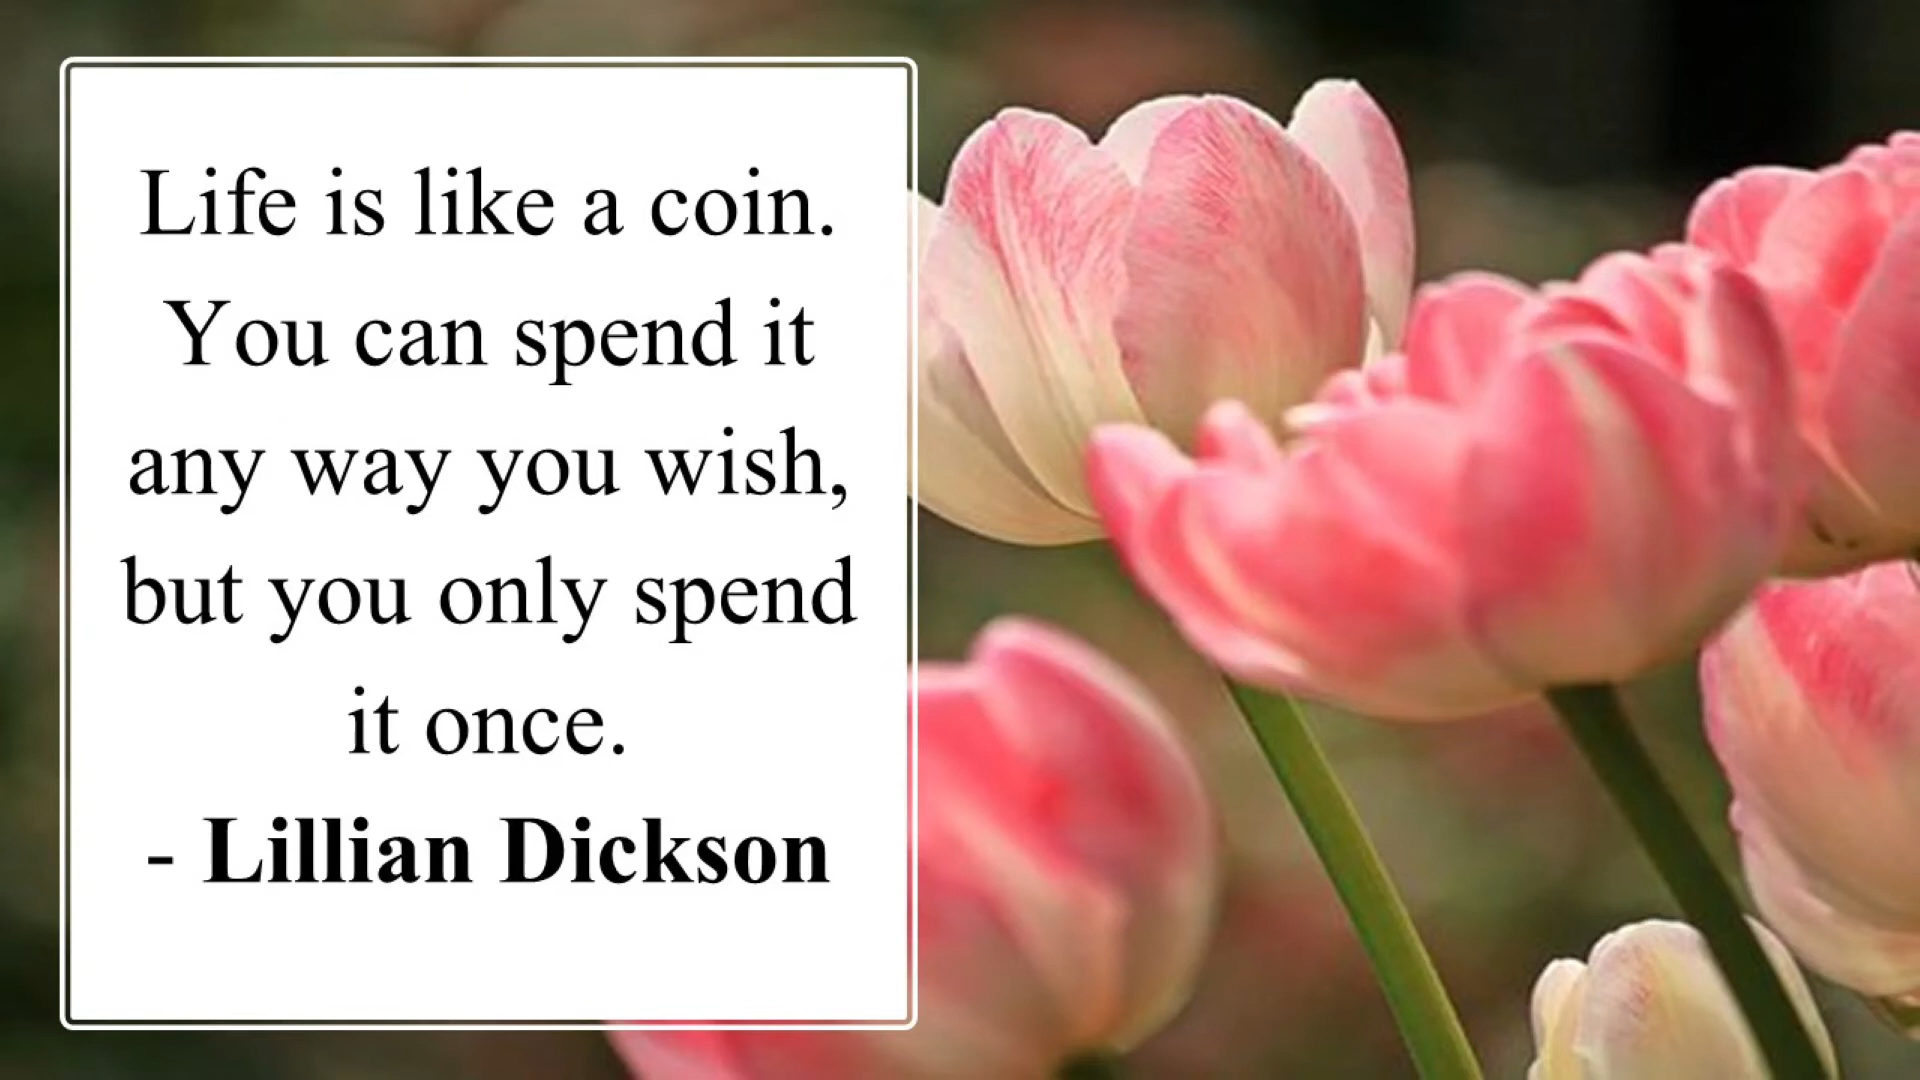 Life is like a coin.
You can spend it
any way you wish,
but you only spend
it once.
- Lillian Dickson